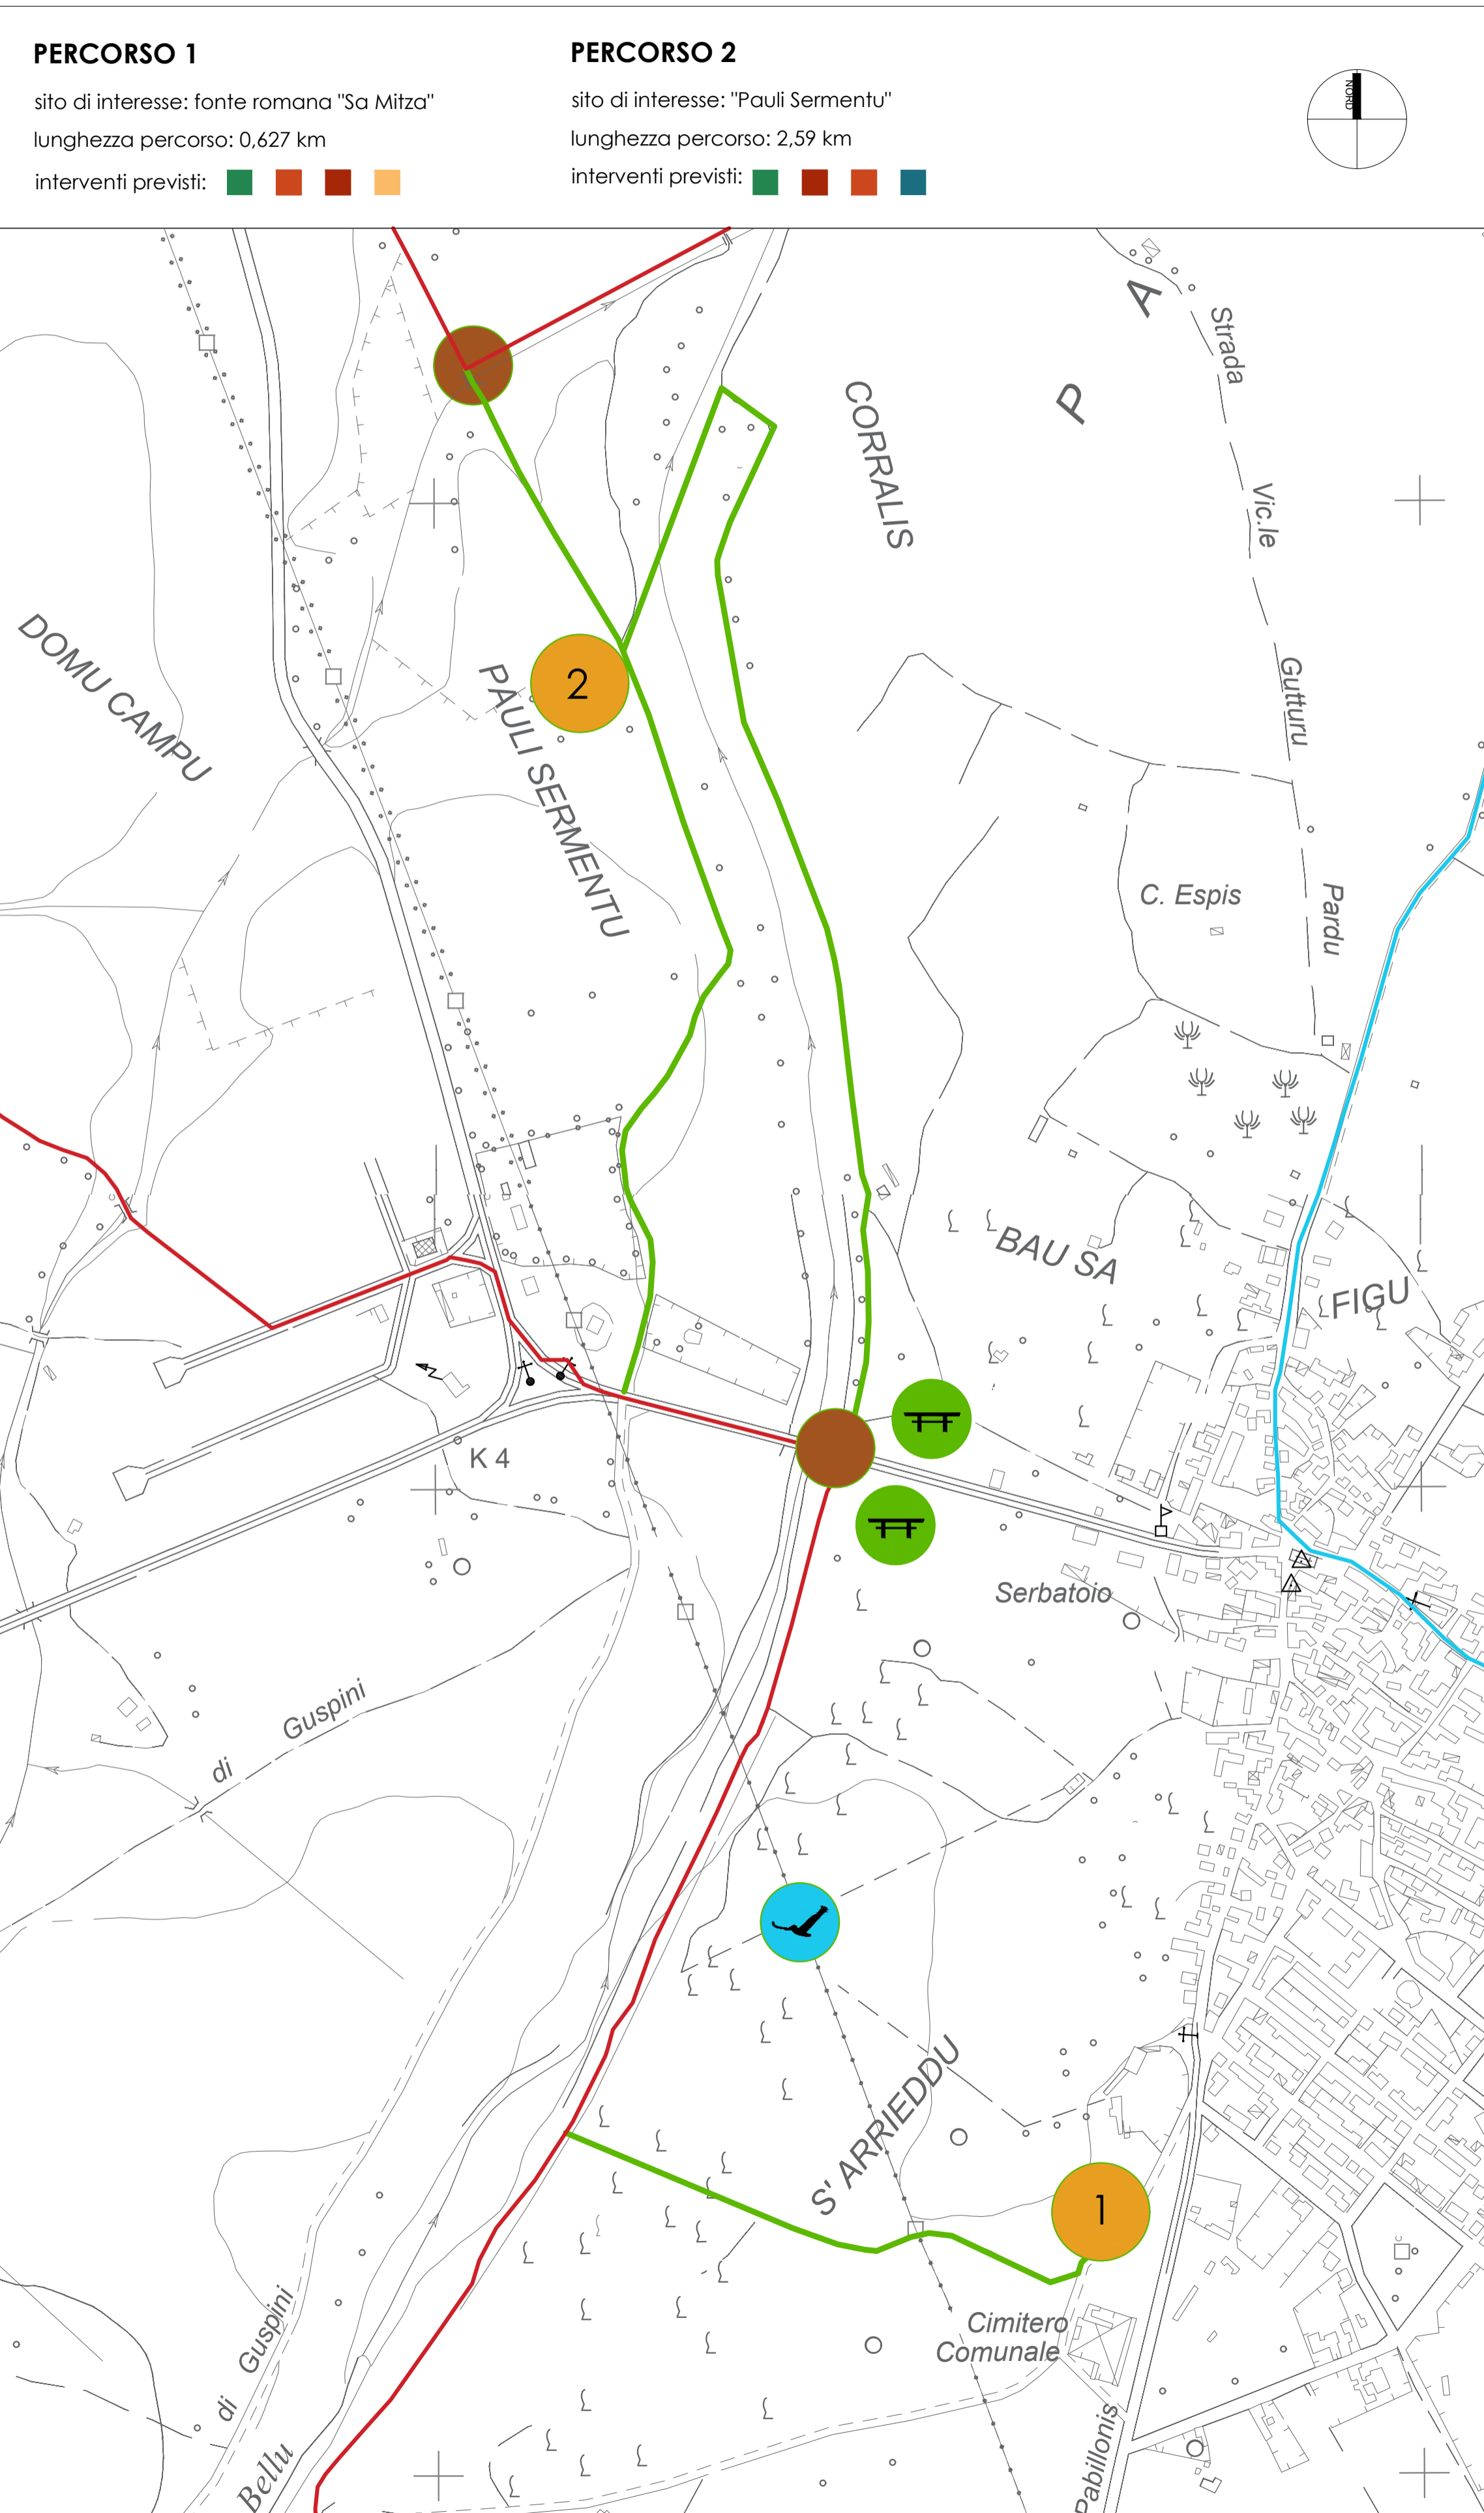 PERCORSO 1
sito di interesse: fonte romana "Sa Mitza"
lunghezza percorso: 0,627 km
interventi previsti:
PERCORSO 2
sito di interesse: "Pauli Sermentu"
lunghezza percorso: 2,59 km
interventi previsti:
NORD
A
P
Strada
CORRALIS
Vic.le
DOMU CAMPU
Gutturu
2
PAULI SERMENTU
C. Espis
Pardu
BAU SA
FIGU
K 4
Serbatoio
Guspini
di
S' ARRIEDDU
1
Cimitero
Comunale
Guspini
di
Bellu
Pabillonis